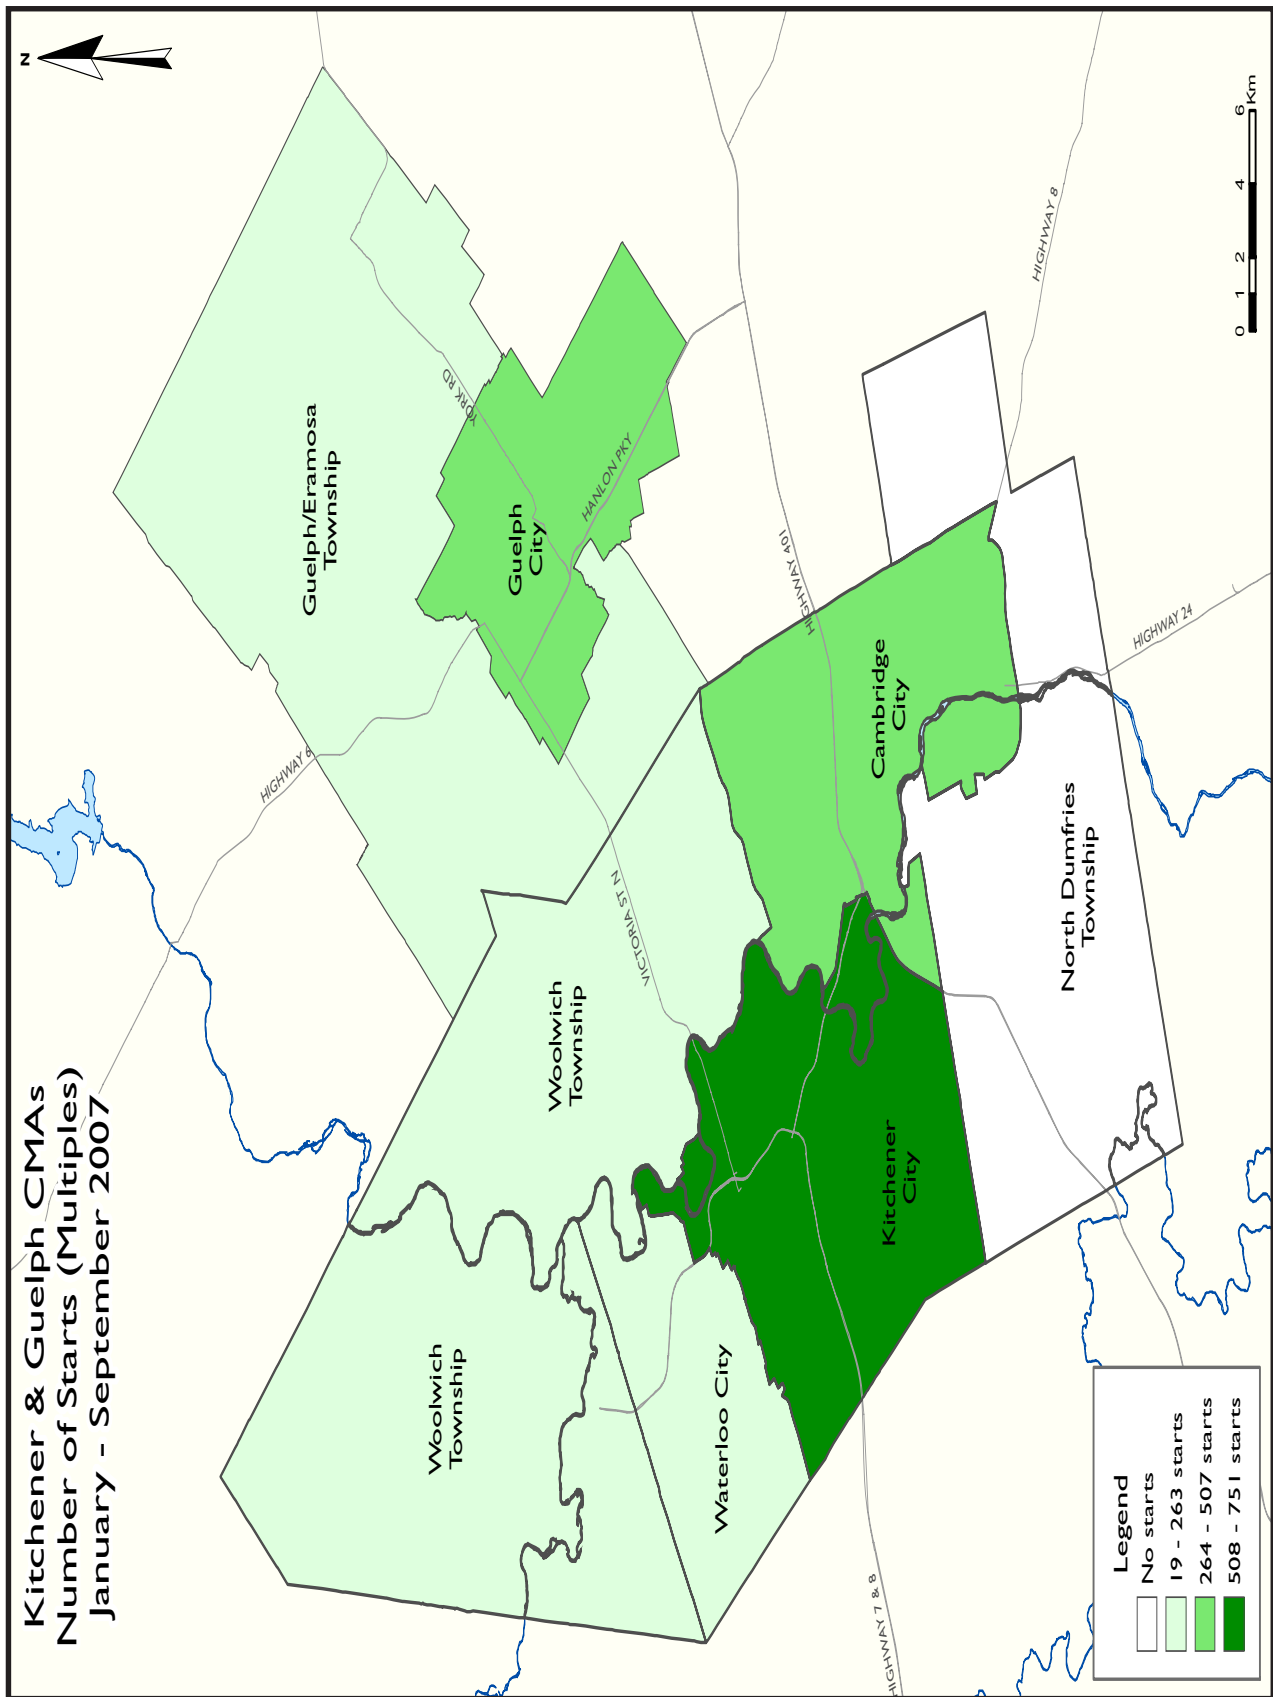 Kitchener & Guelph CMAs
Number of Starts (Multiples)
January - September 2007
N
Guelph/Eramosa
Township
YORK RD
HIGHWAY 6
Guelph
City
HANLON PKY
Woolwich
Township
VICTORIA ST N
Woolwich
Township
Waterloo City
HIGHWAY 401
Cambridge
City
HIGHWAY 8
Kitchener
City
HIGHWAY 24
North Dumfries
Township
HIGHWAY 7 & 8
Legend
No starts
19 - 263 starts
264 - 507 starts
508 - 751 starts
0 1 2 4 6
Km